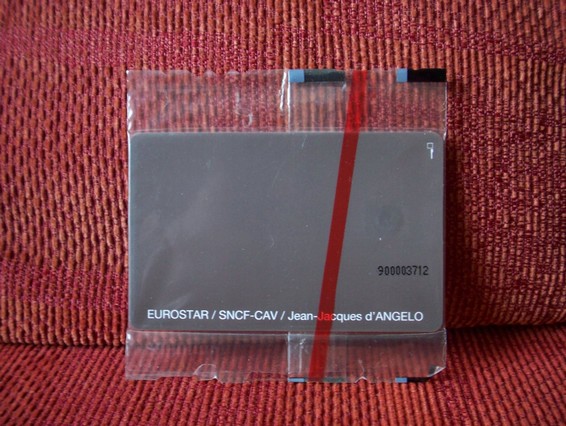 900003712
EUROSTAR / SNCF-CAV / Jean-Jacques d'ANGELO